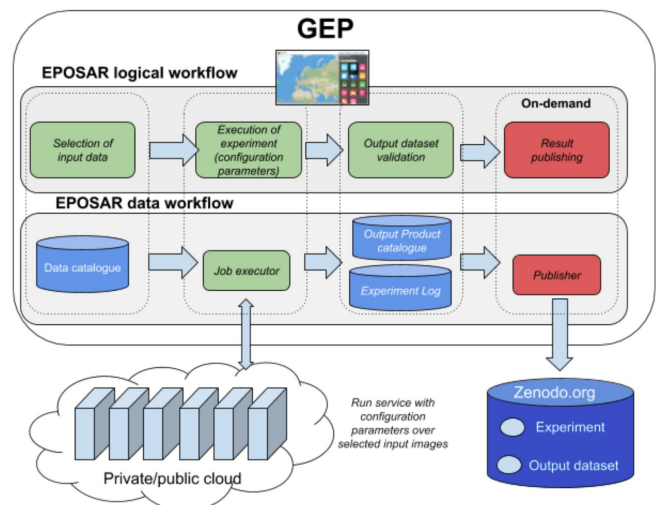 GEP
EPOSAR logical workflow
On-demand
Selection of
input data
Execution of
experiment
(configuration
parameters)
Output dataset
validation
Result
publishing
EPOSAR data workflow
Data catalogue
Job executor
Output Product
catalogue
Experiment Log
Publisher
Run service with
configuration
parameters over
selected input images
Private/public cloud
Zenodo.org
Experiment
Output dataset